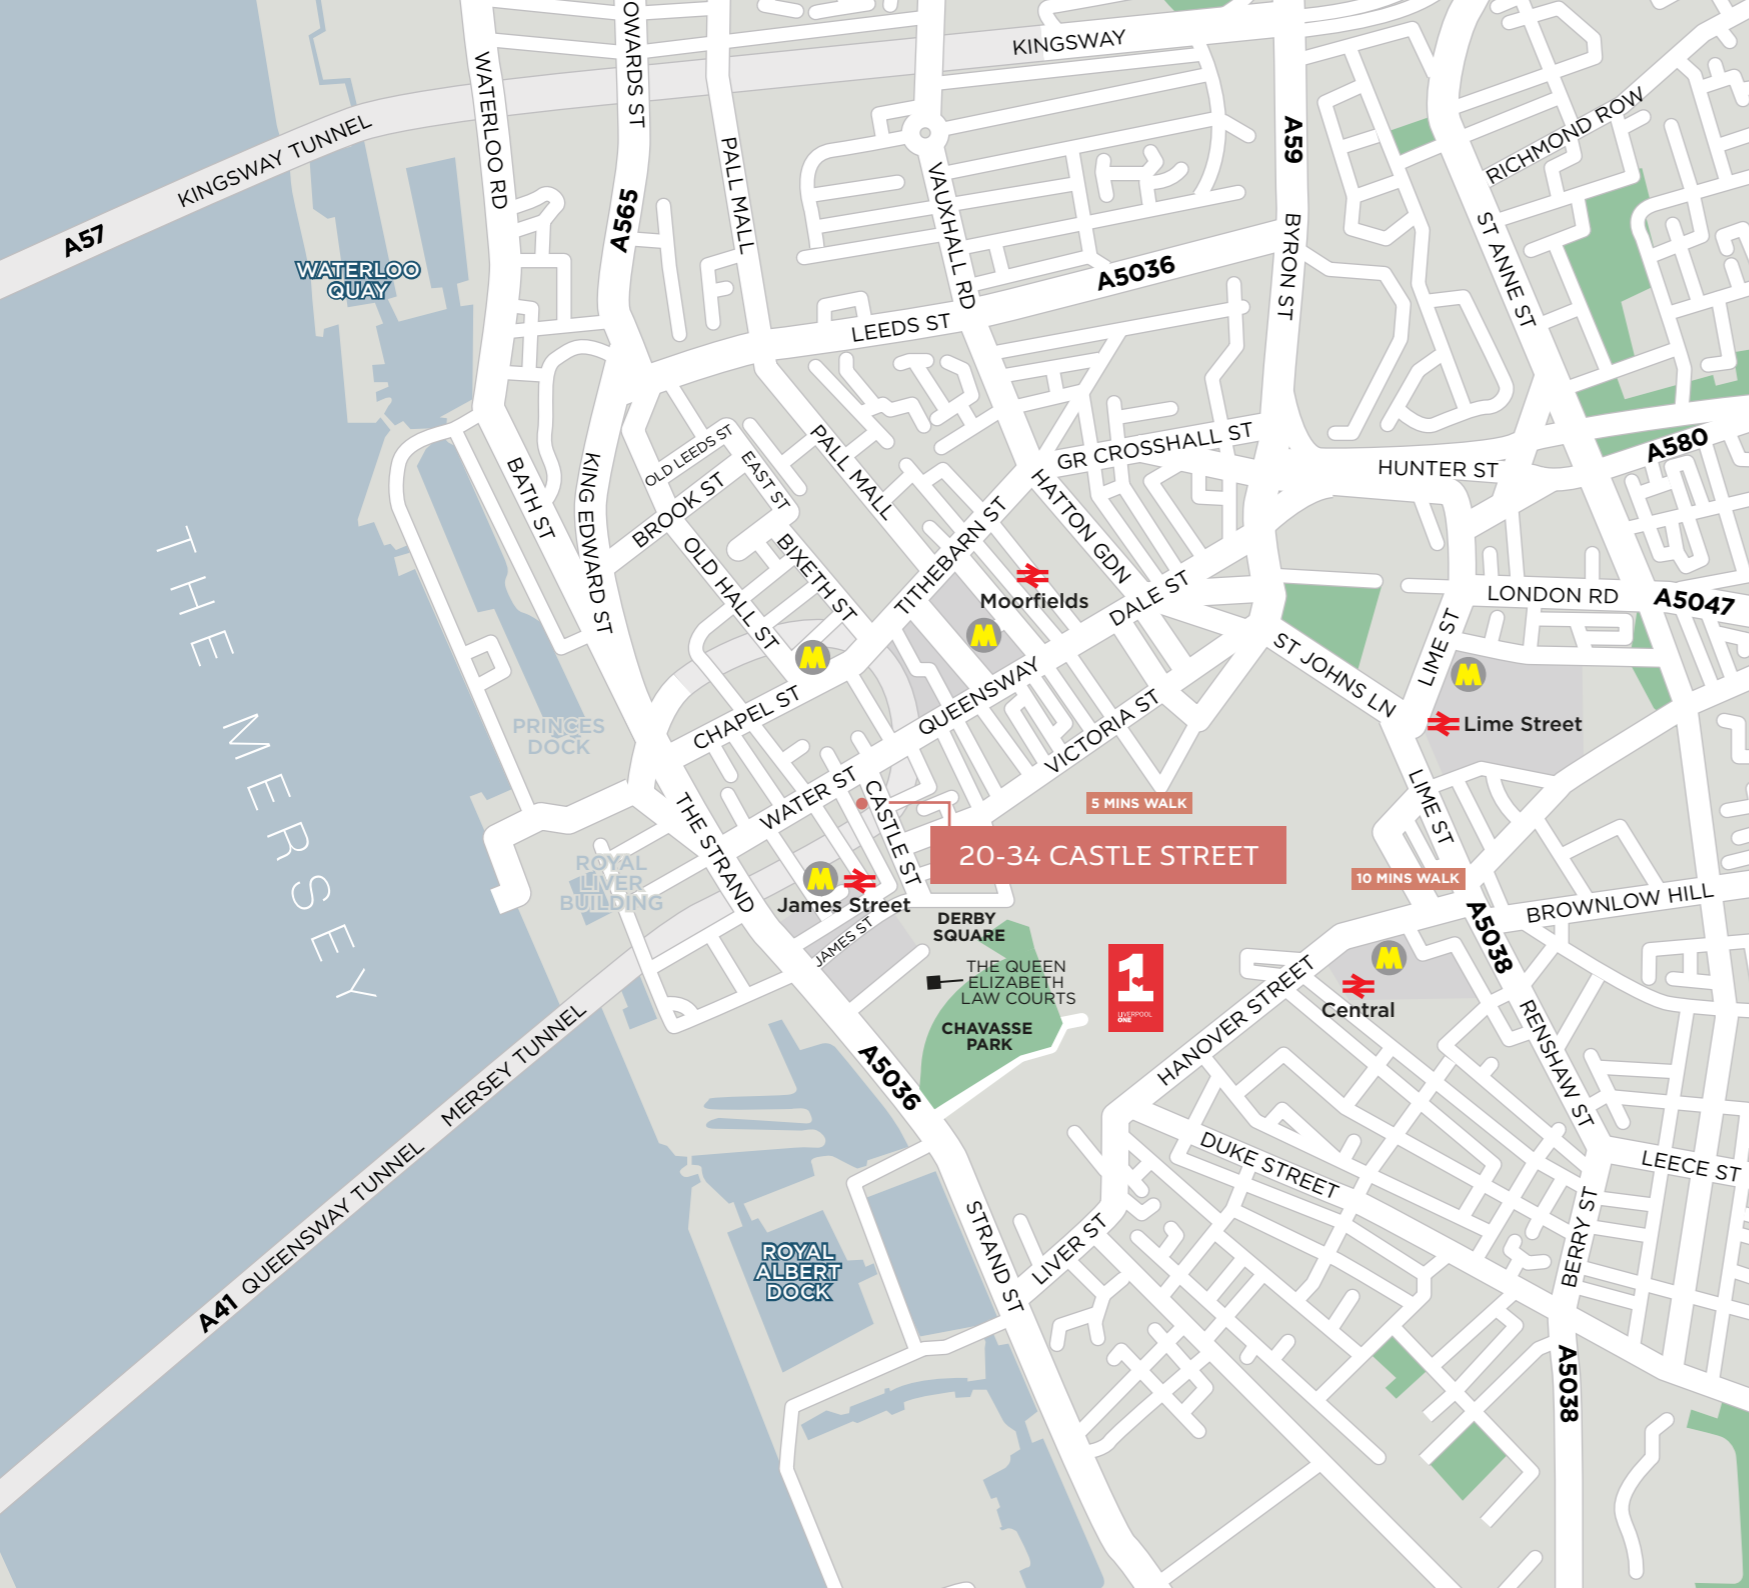 KINGSWAY
OWARDS ST
WATERLOO RD
KINGSWAY TUNNEL
A57
A565
PALL MALL
VAUXHALL RD
A59
BYRON ST
RICHMOND ROW
ST ANNE ST
WATERLOO
QUAY
A5036
LEEDS ST
OLD LEEDS ST
EAST ST
BROOK ST
PALL MALL
GR CROSSHALL ST
HUNTER ST
A580
BATH ST
KING EDWARD ST
OLD HALL ST
BIXETH ST
TITHEBARN ST
HATTON GDN
DALE ST
Moorfields
M
M
LONDON RD
A5047
LIME ST
ST JOHNS LN
M
Lime Street
THE MERSEY
PRINCES
DOCK
CHAPEL ST
QUEENSWAY
VICTORIA ST
WATER ST
CASTLE ST
THE STRAND
5 MINS WALK
20-34 CASTLE STREET
LIME ST
10 MINS WALK
ROYAL
LIVER
BUILDING
M
James Street
JAMES ST
DERBY
SQUARE
THE QUEEN
ELIZABETH
LAW COURTS
CHAVASSE
PARK
1
LIVERPOOL
ONE
BROWNLOW HILL
A5038
M
Central
HANOVER STREET
RENSHAW ST
MERSEY TUNNEL
QUEENSWAY TUNNEL
A41
A5036
DUKE STREET
LEECE ST
BERRY ST
STRAND ST
LIVER ST
ROYAL
ALBERT
DOCK
A5038